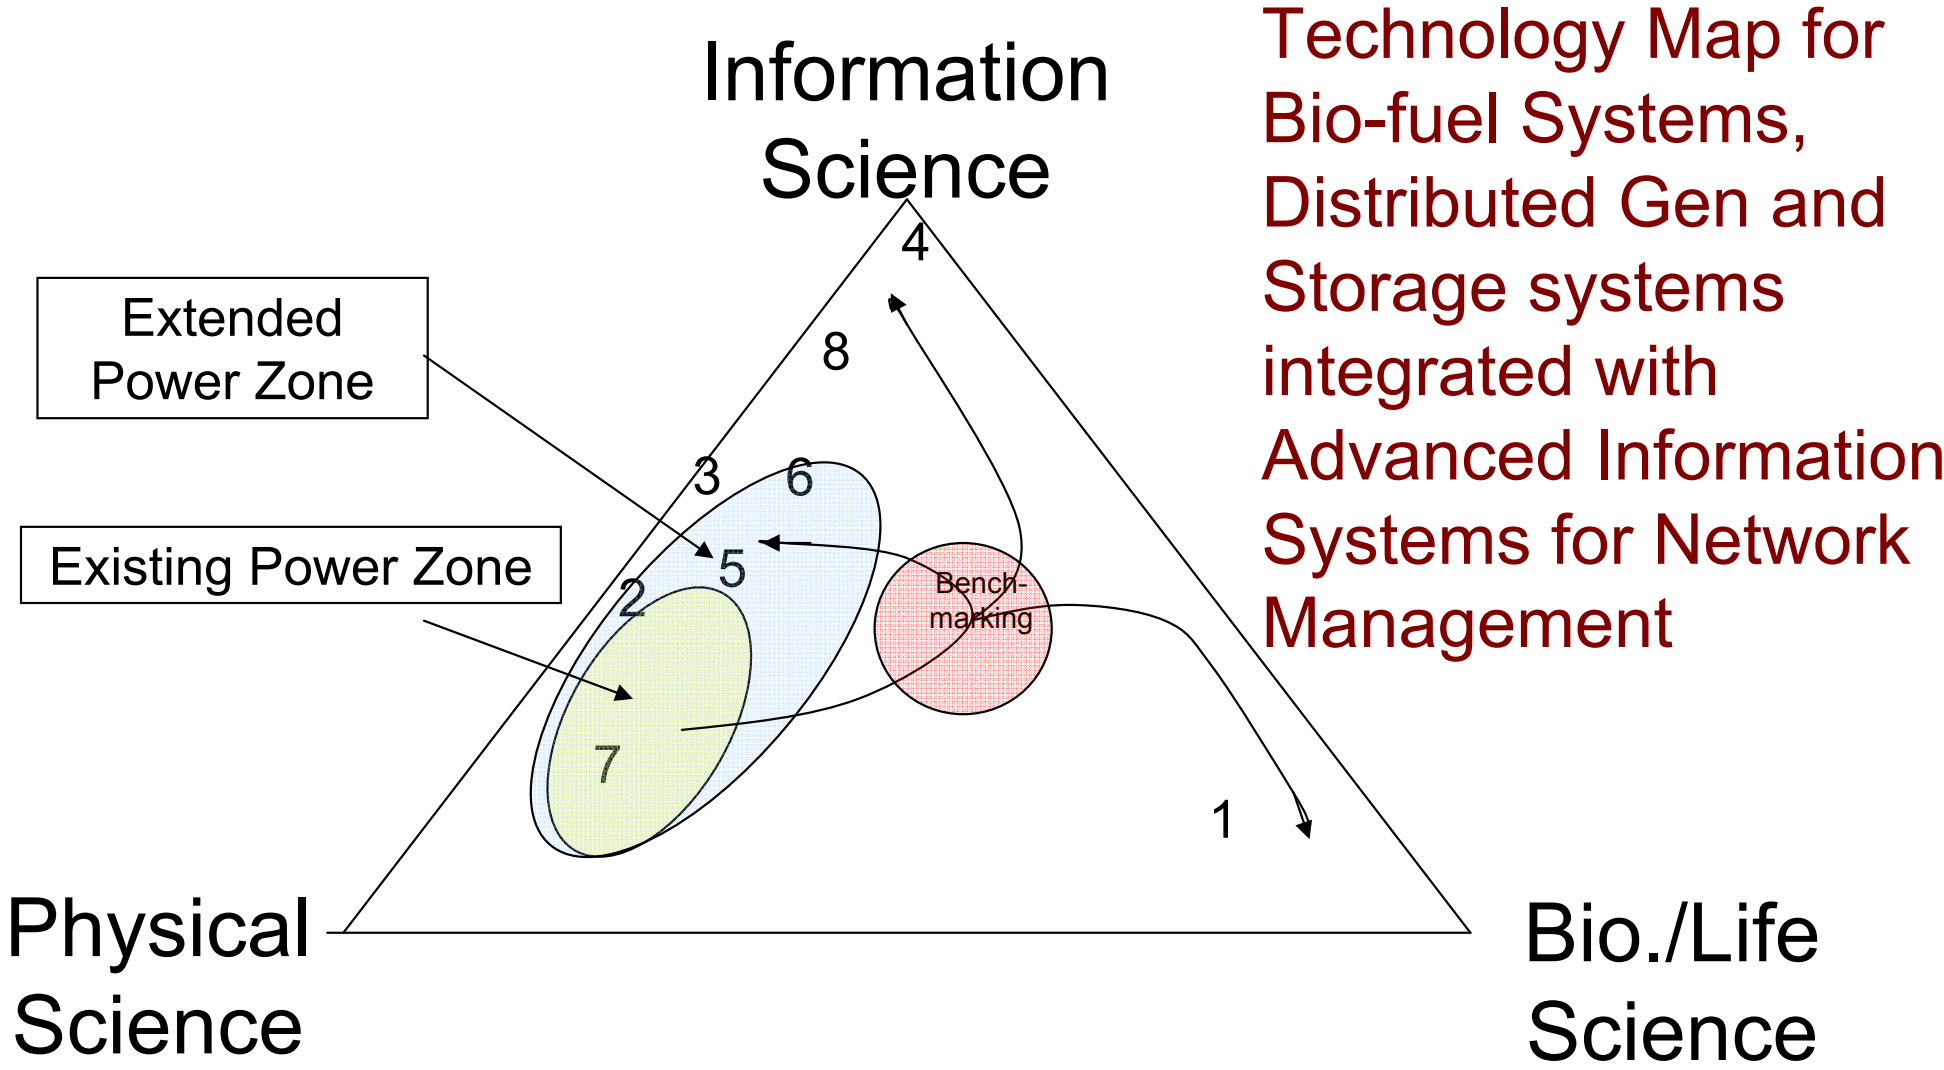 Technology Map for
Bio-fuel Systems,
Distributed Gen and
Storage systems
integrated with
Advanced Information
Systems for Network
Management
Information
Science
4
Extended
Power Zone
8
3
6
Existing Power Zone
5
2
Bench-
marking
7
1
Physical
Science
Bio./Life
Science